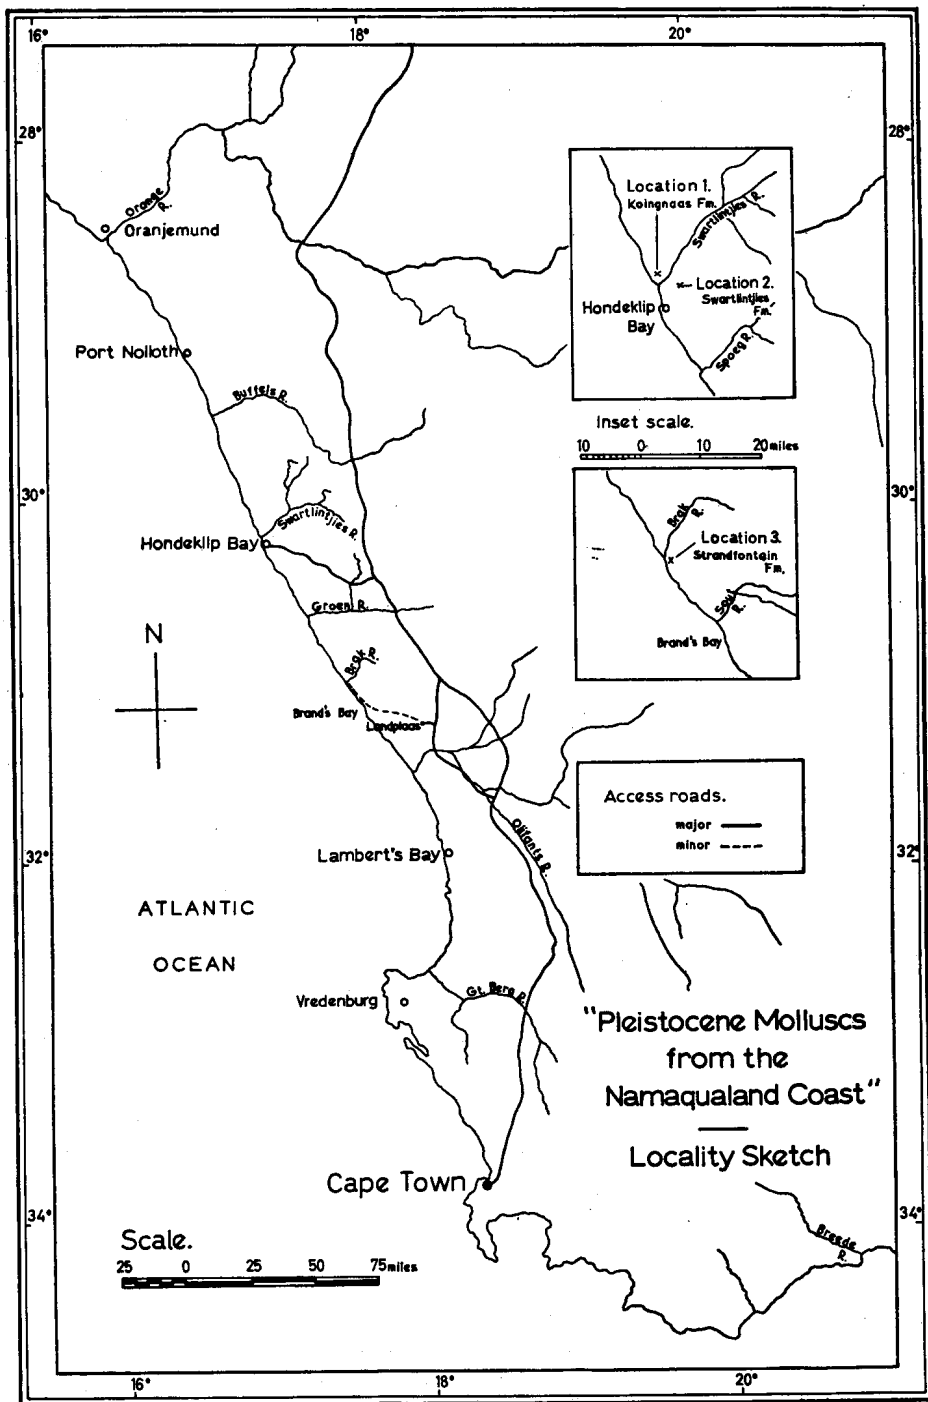 16°
18°
20°
28°
28°
Orange
R.
Oranjemund
Location 1.
Koingnaas Fm.
Swartlintjies R.
Location 2.
Swartlintjies
Fm.
Hondeklip
Bay
Spoeg R.
Port Nolloth
Buffels R.
Inset scale.
10 0 10 20 miles
30°
30°
Swartlintjies R.
Hondeklip Bay
Brak
R.
Location 3.
Strandfontein
Fm.
Sout
R.
Brand's Bay
Groen R.
N
Brak R.
Brand's Bay
Landplaas
Access roads.
major
minor
Olifants R.
32°
32°
Lambert's Bay
ATLANTIC
OCEAN
Vredenburg
Gt. Berg R.
"Pleistocene Molluscs
from the
Namaqualand Coast"
Locality Sketch
Cape Town
34°
34°
Breede
R.
Scale.
25 0 25 50 75 miles
16°
18°
20°